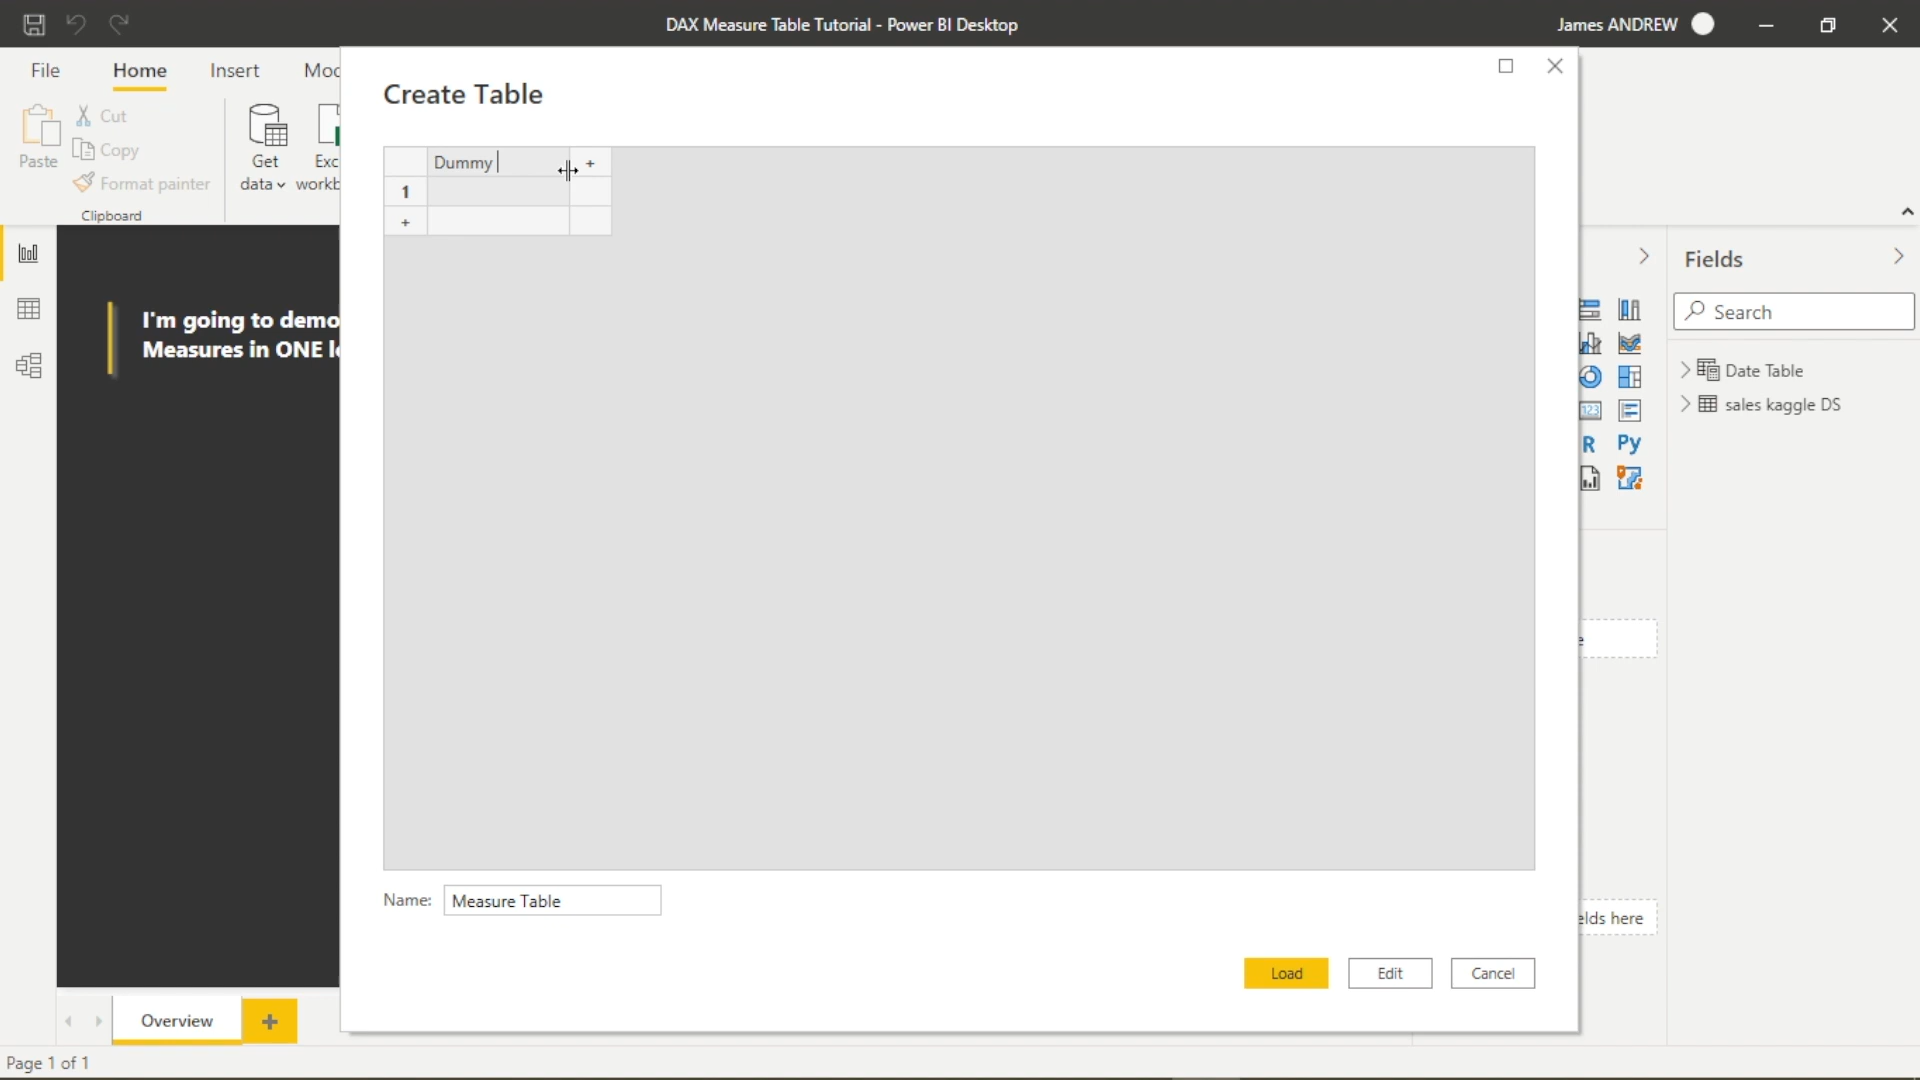 DAX Measure Table Tutorial - Power BI Desktop
James ANDREW
File Home Insert
Paste
Cut
Copy
Format painter
Clipboard
Get
data
Create Table
Dummy
+
1
+
Name: Measure Table
Load Edit Cancel
I'm going to demo
Measures in ONE
Fields
Search
Date Table
sales kaggle DS
123
R Py
here
Overview
+
Page 1 of 1